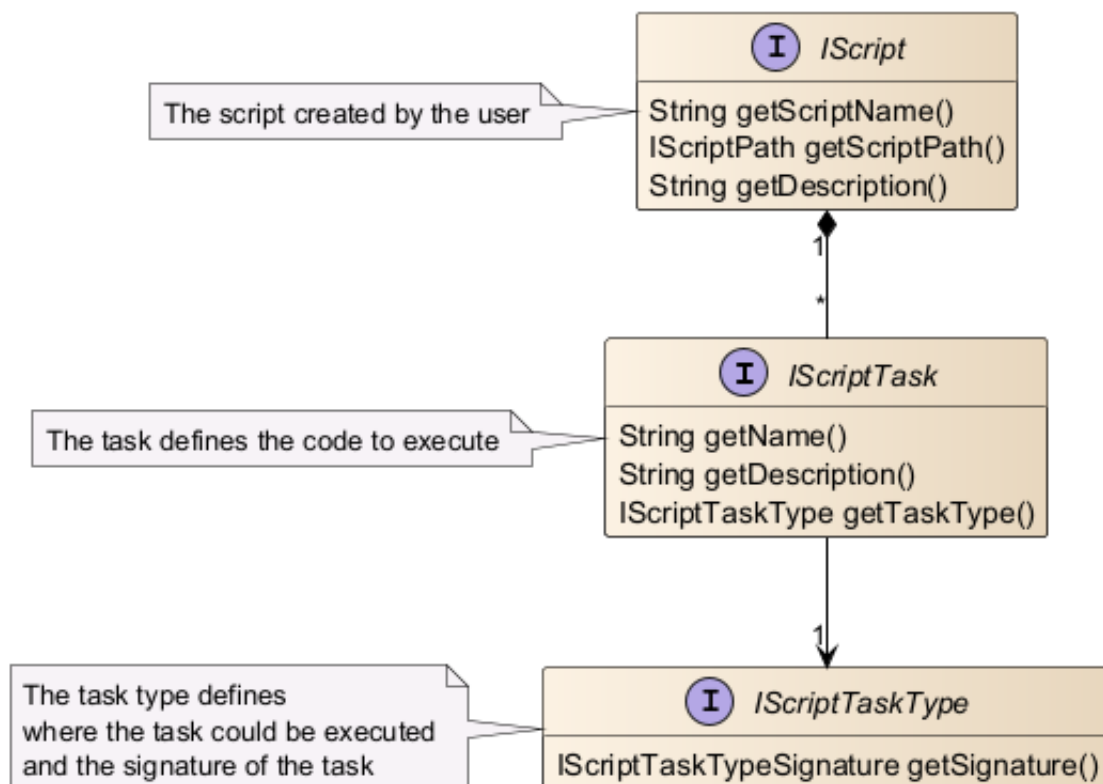 I IScript
The script created by the user
String getScriptName()
IScriptPath getScriptPath()
String getDescription()
1
*
I IScriptTask
The task defines the code to execute
String getName()
String getDescription()
IScriptTaskType getTaskType()
1
I IScriptTaskType
The task type defines
where the task could be executed
and the signature of the task
IScriptTaskTypeSignature getSignature()